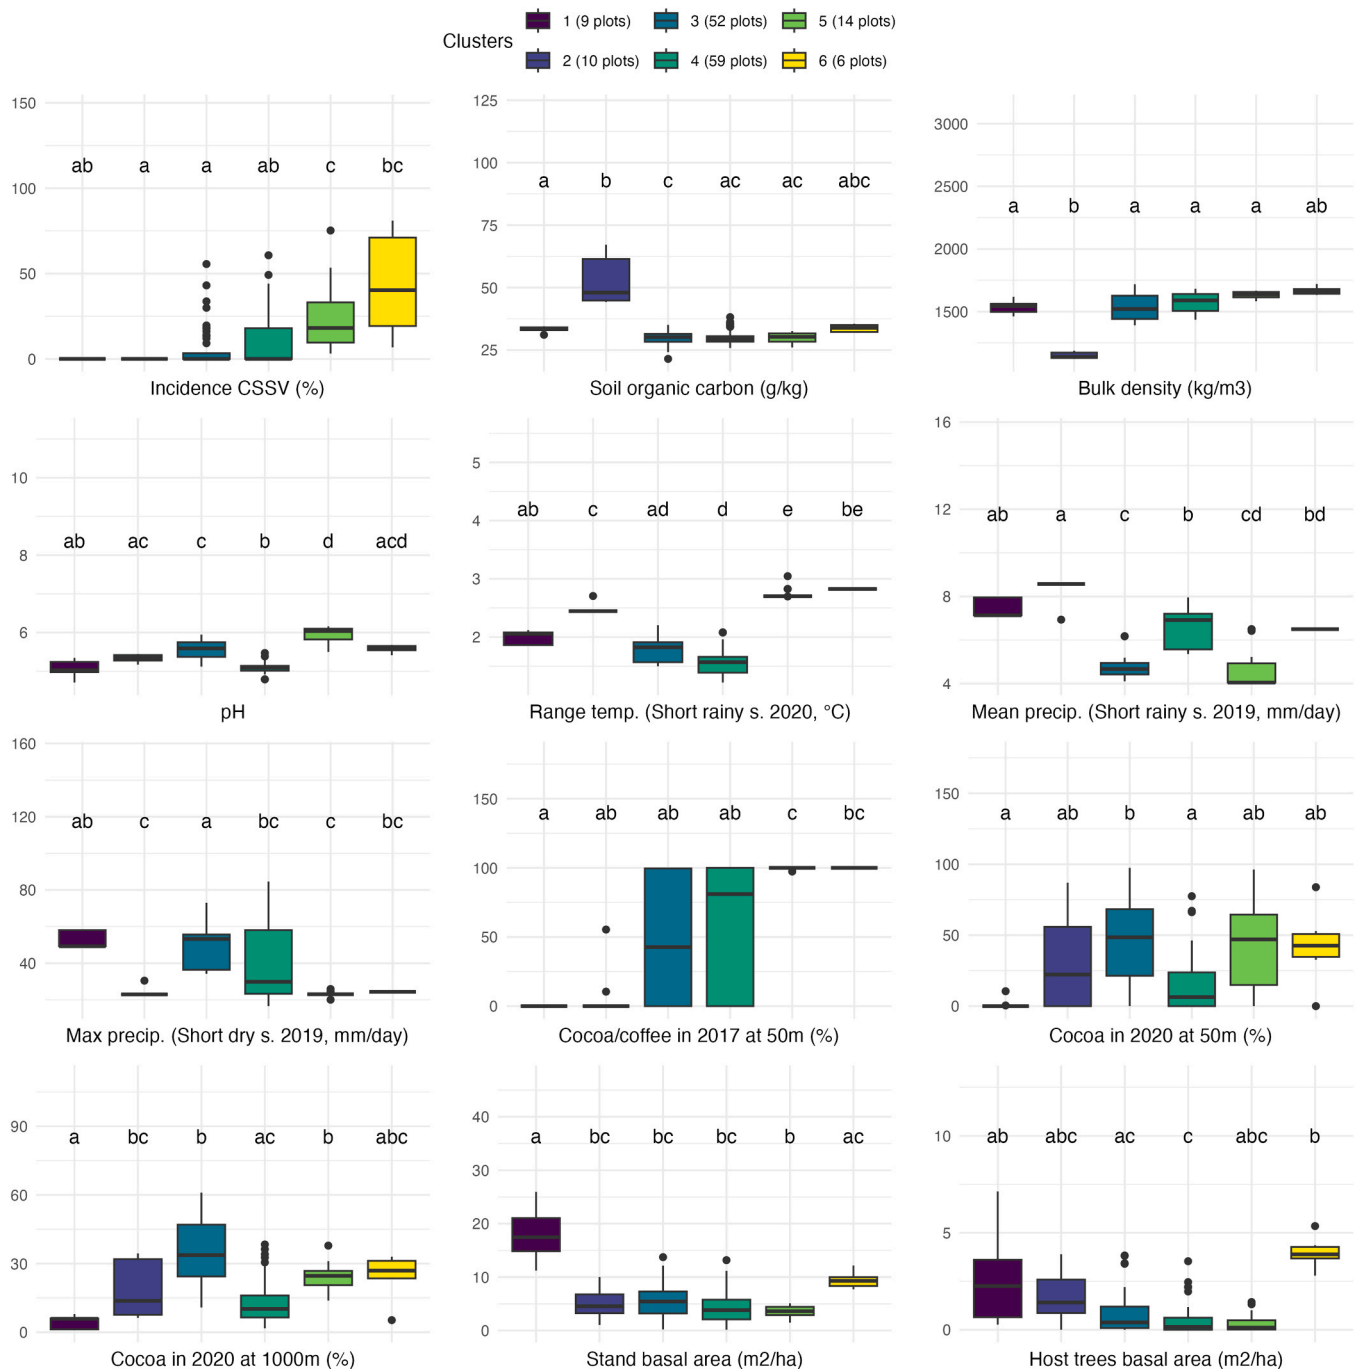 Clusters
1 (9 plots) 3 (52 plots) 5 (14 plots)
2 (10 plots) 4 (59 plots) 6 (6 plots)
150
100
50
0
ab a a ab c bc
Incidence CSSV (%)
125
100
75
50
25
a b c ac ac abc
Soil organic carbon (g/kg)
3000
2500
2000
1500
a b a a a ab
Bulk density (kg/m3)
10
8
6
ab ac c b d acd
pH
5
4
3
2
ab c ad d e be
Range temp. (Short rainy s. 2020, °C)
16
12
8
4
ab a c b cd bd
Mean precip. (Short rainy s. 2019, mm/day)
160
120
80
40
ab c a bc c bc
Max precip. (Short dry s. 2019, mm/day)
150
100
50
0
a ab ab ab c bc
Cocoa/coffee in 2017 at 50m (%)
150
100
50
0
a ab b a ab ab
Cocoa in 2020 at 50m (%)
90
60
30
0
a bc b ac b abc
Cocoa in 2020 at 1000m (%)
40
30
20
10
0
a bc bc bc b ac
Stand basal area (m2/ha)
10
5
0
ab abc ac c abc b
Host trees basal area (m2/ha)